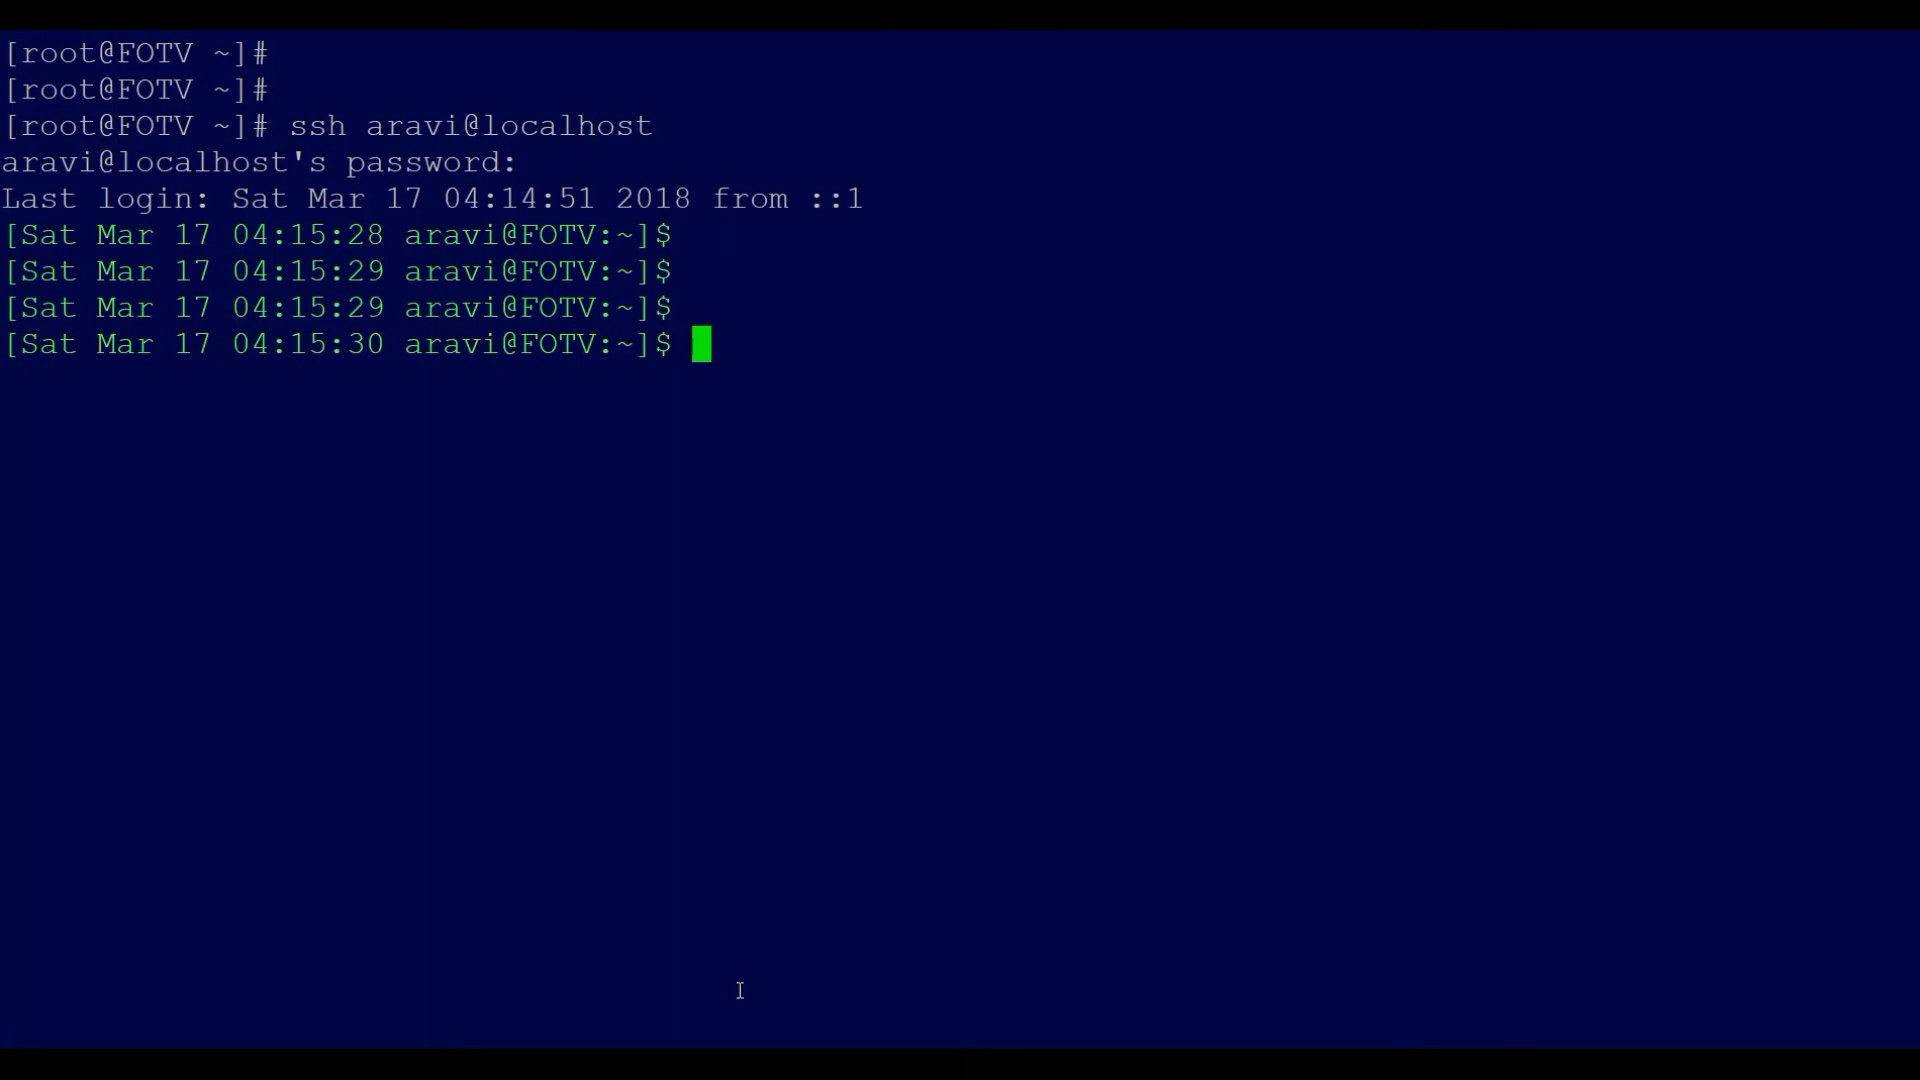 [root@FOTV ~]#
[root@FOTV ~]#
[root@FOTV ~]# ssh aravi@localhost
aravi@localhost's password:
Last login: Sat Mar 17 04:14:51 2018 from ::1
[Sat Mar 17 04:15:28 aravi@FOTV:~]$
[Sat Mar 17 04:15:29 aravi@FOTV:~]$
[Sat Mar 17 04:15:29 aravi@FOTV:~]$
[Sat Mar 17 04:15:30 aravi@FOTV:~]$